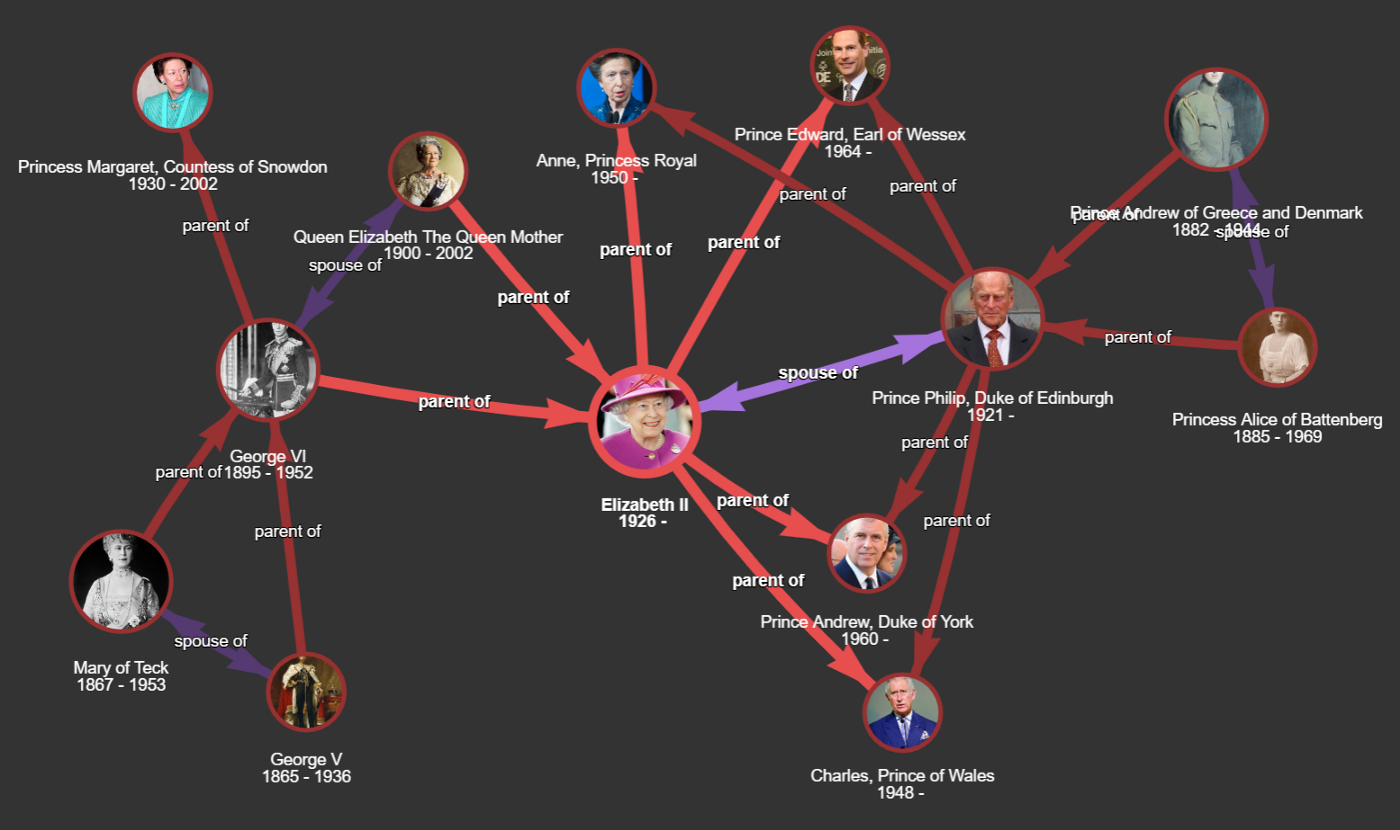 Princess Margaret, Countess of Snowdon
1930 - 2002
parent of
Queen Elizabeth The Queen Mother
1900 - 2002
spouse of
Anne, Princess Royal
1950 -
parent of
parent of
Prince Edward, Earl of Wessex
1964 -
parent of
parent of
parent of
Prince Andrew of Greece and Denmark
1882 - 1944
parent of
spouse of
parent of
Princess Alice of Battenberg
1885 - 1969
spouse of
Prince Philip, Duke of Edinburgh
1921 -
parent of
George VI
1895 - 1952
parent of
parent of
Elizabeth II
1926 -
parent of
parent of
parent of
parent of
Prince Andrew, Duke of York
1960 -
Mary of Teck
1867 - 1953
spouse of
George V
1865 - 1936
Charles, Prince of Wales
1948 -